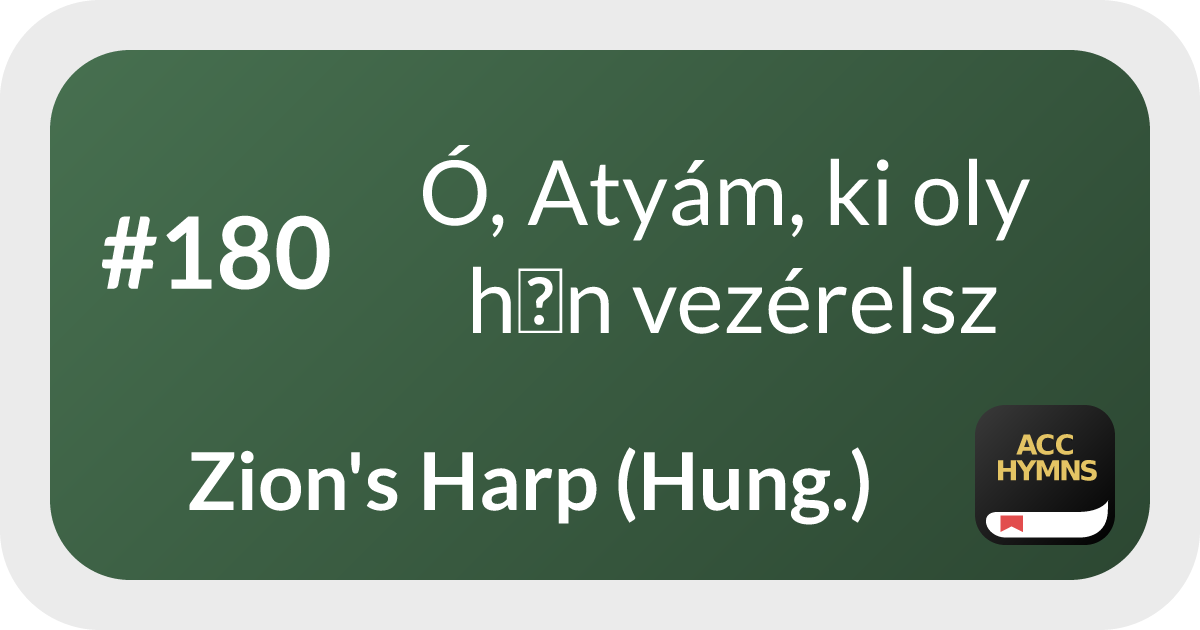 #180
Ó, Atyám, ki oly
h�n vezérelsz
Zion's Harp (Hung.)
ACC
HYMNS